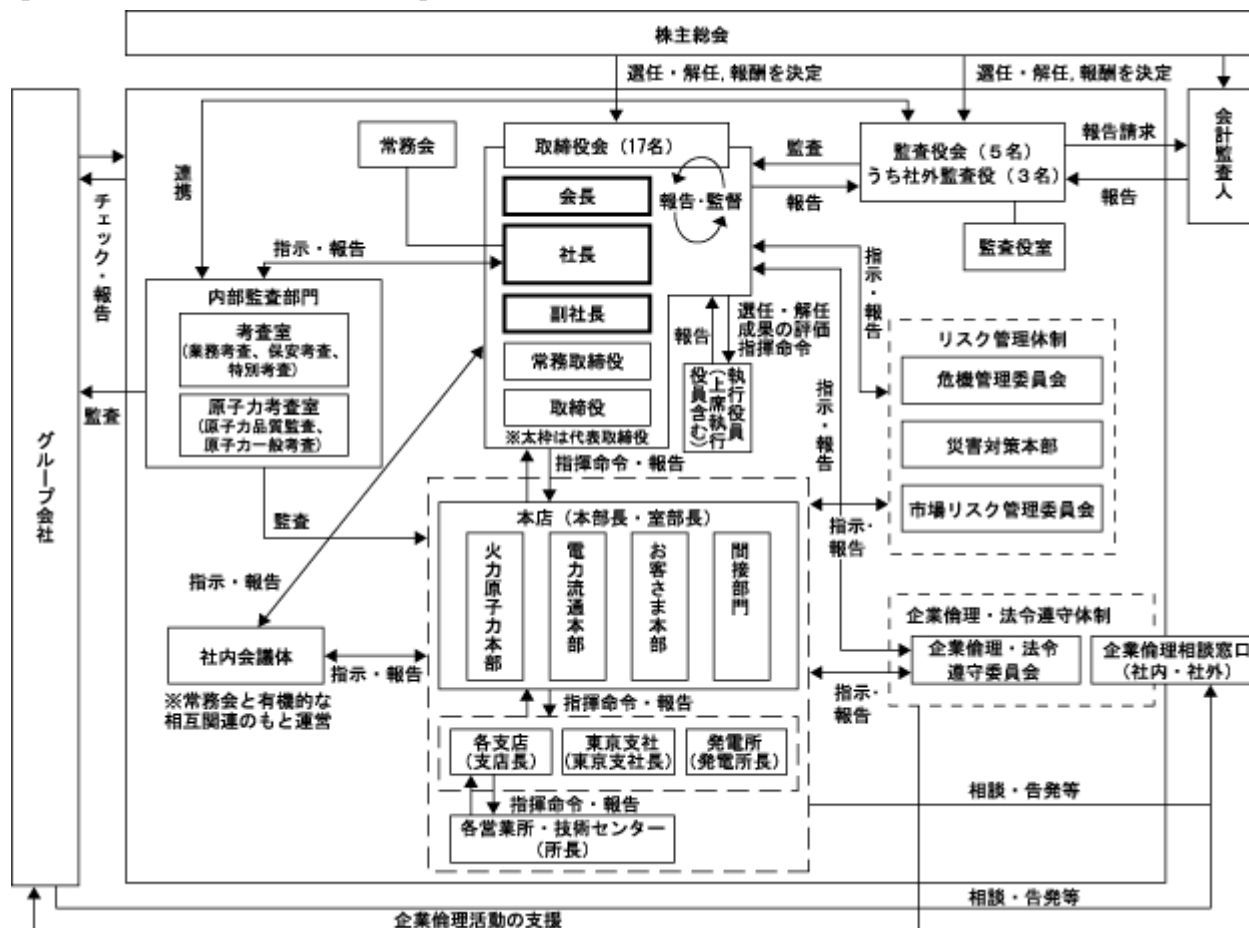 株主総会
選任・解任,報酬を決定
選任・解任,報酬を決定
グループ会社
チェック・報告
監査
連携
常務会
取締役会（17名）
会長
社長
副社長
常務取締役
取締役
※太枠は代表取締役
報告・監督
監査
報告
監査役会（5名）
うち社外監査役（3名）
監査役室
報告請求
報告
会計監査人
指示・報告
内部監査部門
考査室
(業務考査、保安考査、
特別考査)
原子力考査室
(原子力品質監査、
原子力一般考査)
監査
報告
選任・解任
成果の評価
指揮命令
執行役員
(上席執行
役員含む)
指示・報告
指示・報告
リスク管理体制
危機管理委員会
災害対策本部
市場リスク管理委員会
指示・
報告
指揮命令・報告
本店（本部長・室部長）
火力原子力本部
電力流通本部
お客さま本部
間接部門
指示・報告
社内会議体
※常務会と有機的な
相互関連のもと運営
指示・報告
企業倫理・法令遵守体制
企業倫理・法令
遵守委員会
企業倫理相談窓口
（社内・社外）
指示・
報告
指揮命令・報告
各支店
(支店長)
東京支社
(東京支社長)
発電所
(発電所長)
指揮命令・報告
各営業所・技術センター
(所長)
相談・告発等
相談・告発等
企業倫理活動の支援